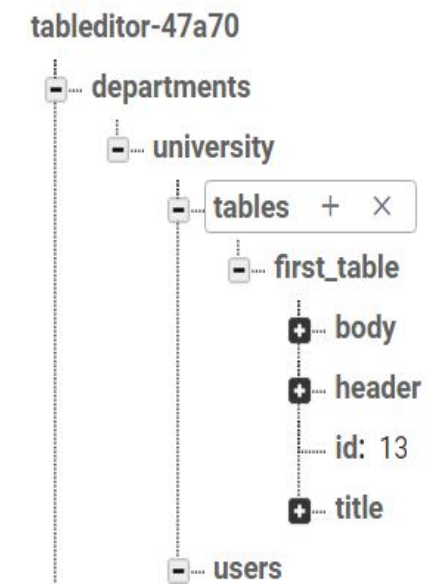 tableditor-47a70
departments
university
tables + ×
first_table
body
header
id: 13
title
users